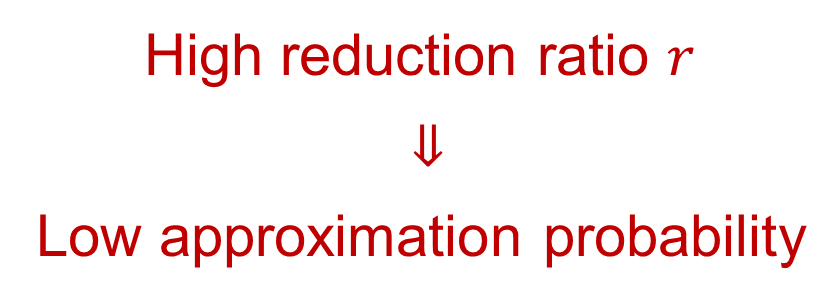 High reduction ratio 𝑟
⇓
Low approximation probability